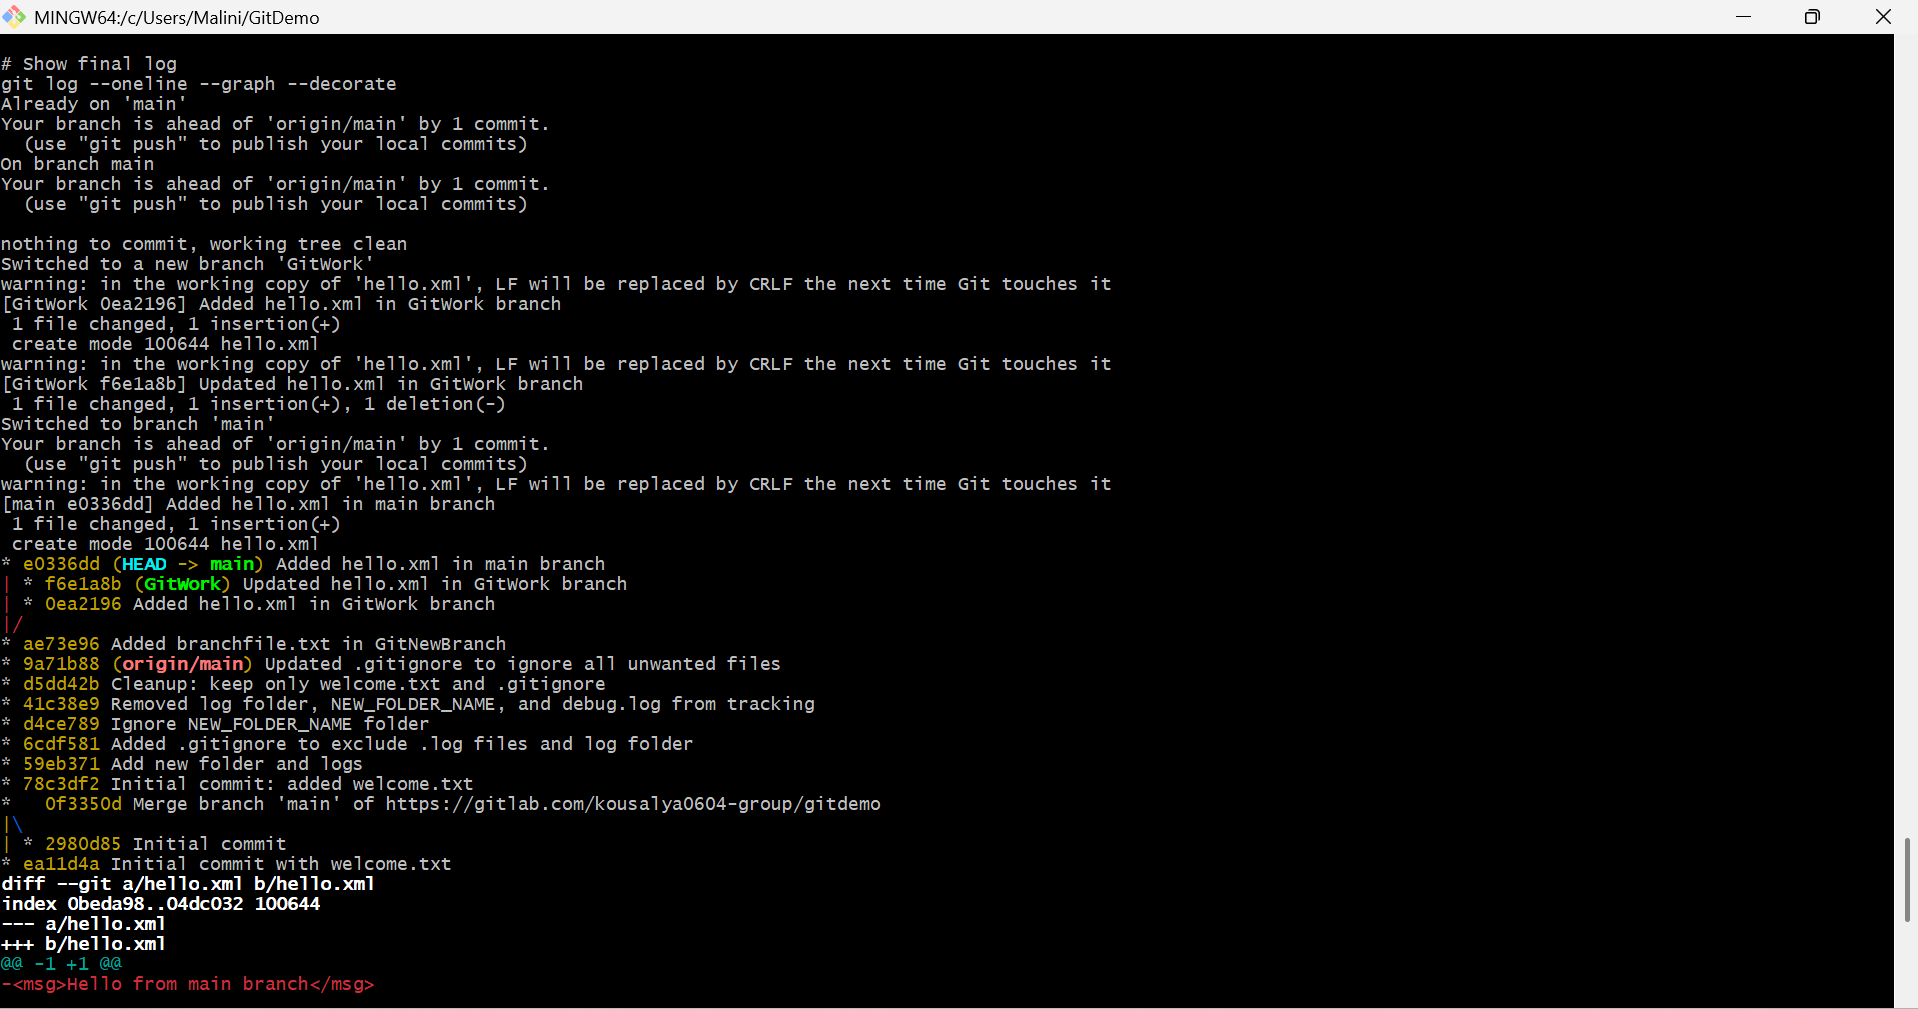 MINGW64:/c/Users/Malini/GitDemo
# Show final log
git log --oneline --graph --decorate
Already on 'main'
Your branch is ahead of 'origin/main' by 1 commit.
  (use "git push" to publish your local commits)
On branch main
Your branch is ahead of 'origin/main' by 1 commit.
  (use "git push" to publish your local commits)

nothing to commit, working tree clean
Switched to a new branch 'GitWork'
warning: in the working copy of 'hello.xml', LF will be replaced by CRLF the next time Git touches it
[GitWork 0ea2196] Added hello.xml in GitWork branch
 1 file changed, 1 insertion(+)
 create mode 100644 hello.xml
warning: in the working copy of 'hello.xml', LF will be replaced by CRLF the next time Git touches it
[GitWork f6e1a8b] Updated hello.xml in GitWork branch
 1 file changed, 1 insertion(+), 1 deletion(-)
Switched to branch 'main'
Your branch is ahead of 'origin/main' by 1 commit.
  (use "git push" to publish your local commits)
warning: in the working copy of 'hello.xml', LF will be replaced by CRLF the next time Git touches it
[main e0336dd] Added hello.xml in main branch
 1 file changed, 1 insertion(+)
 create mode 100644 hello.xml
* e0336dd (HEAD -> main) Added hello.xml in main branch
| * f6e1a8b (GitWork) Updated hello.xml in GitWork branch
| * 0ea2196 Added hello.xml in GitWork branch
|/
* ae73e96 Added branchfile.txt in GitNewBranch
* 9a71b88 (origin/main) Updated .gitignore to ignore all unwanted files
* d5dd42b Cleanup: keep only welcome.txt and .gitignore
* 41c38e9 Removed log folder, NEW_FOLDER_NAME, and debug.log from tracking
* d4ce789 Ignore NEW_FOLDER_NAME folder
* 6cdf581 Added .gitignore to exclude .log files and log folder
* 59eb371 Add new folder and logs
* 78c3df2 Initial commit: added welcome.txt
*   0f3350d Merge branch 'main' of https://gitlab.com/kousalya0604-group/gitdemo
|\
| * 2980d85 Initial commit
* ea11d4a Initial commit with welcome.txt
diff --git a/hello.xml b/hello.xml
index 0beda98..04dc032 100644
--- a/hello.xml
+++ b/hello.xml
@@ -1 +1 @@
-<msg>Hello from main branch</msg>